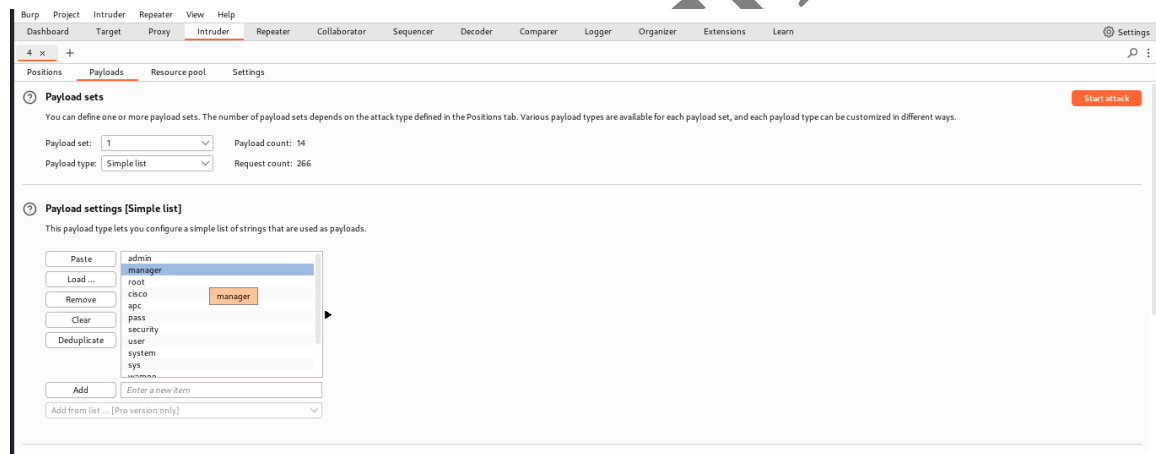 Burp Project Intruder Repeater View Help
Dashboard Target Proxy Intruder Repeater Collaborator Sequencer Decoder Comparer Logger Organizer Extensions Learn Settings
4 × +
Positions Payloads Resource pool Settings
Payload sets
Start attack
You can define one or more payload sets. The number of payload sets depends on the attack type defined in the Positions tab. Various payload types are available for each payload set, and each payload type can be customized in different ways.
Payload set: 1 Payload count: 14
Payload type: Simple list Request count: 266
Payload settings [Simple list]
This payload type lets you configure a simple list of strings that are used as payloads.
Paste
Load ...
Remove
Clear
Deduplicate
admin
manager
root
cisco
manager
apc
pass
security
user
system
sys
Add Enter a new item
Add from list ... [Pro version only]